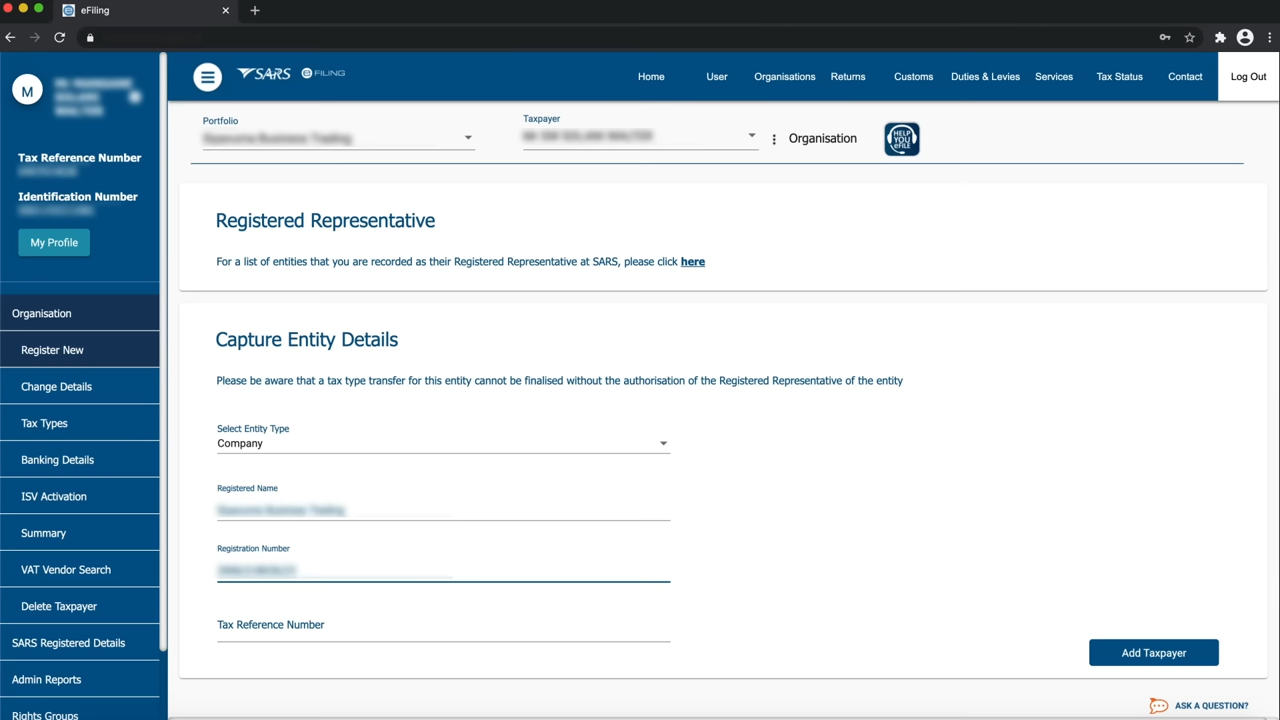 eFiling
M
Tax Reference Number
Identification Number
My Profile
Organisation
Register New
Change Details
Tax Types
Banking Details
ISV Activation
Summary
VAT Vendor Search
Delete Taxpayer
SARS Registered Details
Admin Reports
Rights Groups
SARS eFILING
Home User Organisations Returns Customs Duties & Levies Services Tax Status Contact Log Out
Portfolio
Taxpayer
Organisation
HELP YOU eFILE
Registered Representative
For a list of entities that you are recorded as their Registered Representative at SARS, please click here
Capture Entity Details
Please be aware that a tax type transfer for this entity cannot be finalised without the authorisation of the Registered Representative of the entity
Select Entity Type
Company
Registered Name
Registration Number
Tax Reference Number
Add Taxpayer
ASK A QUESTION?